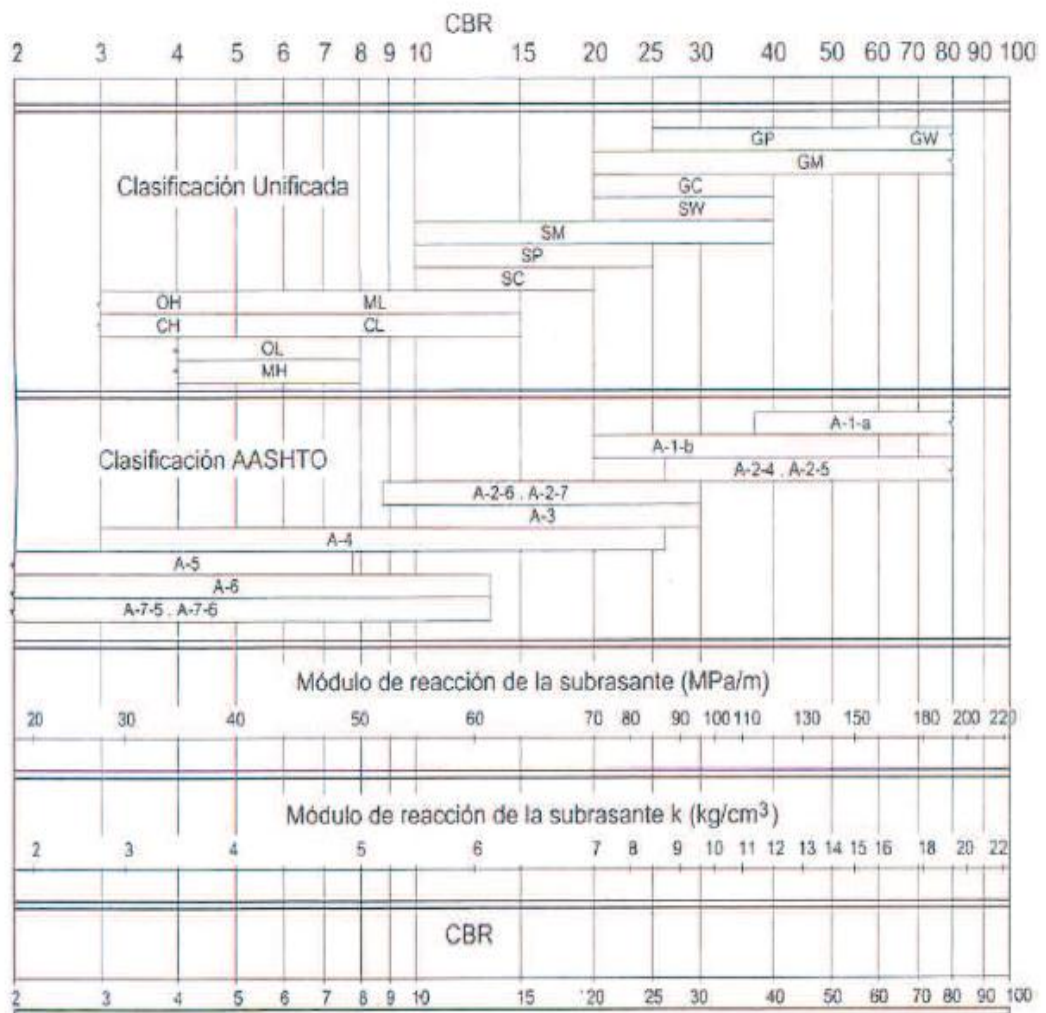 CBR
2 3 4 5 6 7 8 9 10 15 20 25 30 40 50 60 70 80 90 100
GP GW
GM
Clasificación Unificada
GC
SW
SM
SP
SC
OH ML
CH CL
OL
MH
A-1-a
A-1-b
Clasificación AASHTO
A-2-4 . A-2-5
A-2-6 . A-2-7
A-3
A-4
A-5
A-6
A-7-5 . A-7-6
Módulo de reacción de la subrasante (MPa/m)
20 30 40 50 60 70 80 90 100 110 130 150 180 200 220
Módulo de reacción de la subrasante k (kg/cm³)
2 3 4 5 6 7 8 9 10 11 12 13 14 15 16 18 20 22
CBR
2 3 4 5 6 7 8 9 10 15 20 25 30 40 50 60 70 80 90 100